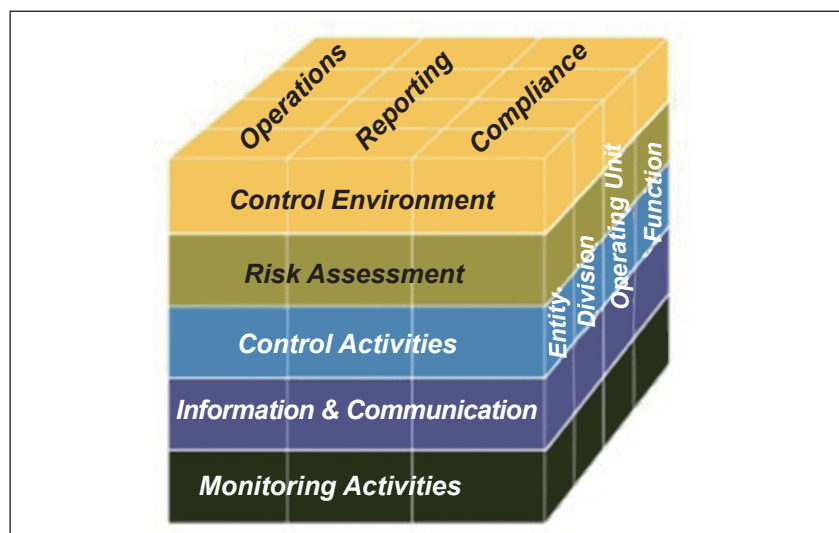 Operations
Reporting
Compliance
Control Environment
Risk Assessment
Control Activities
Information & Communication
Monitoring Activities
Entity
Division
Operating Unit
Function